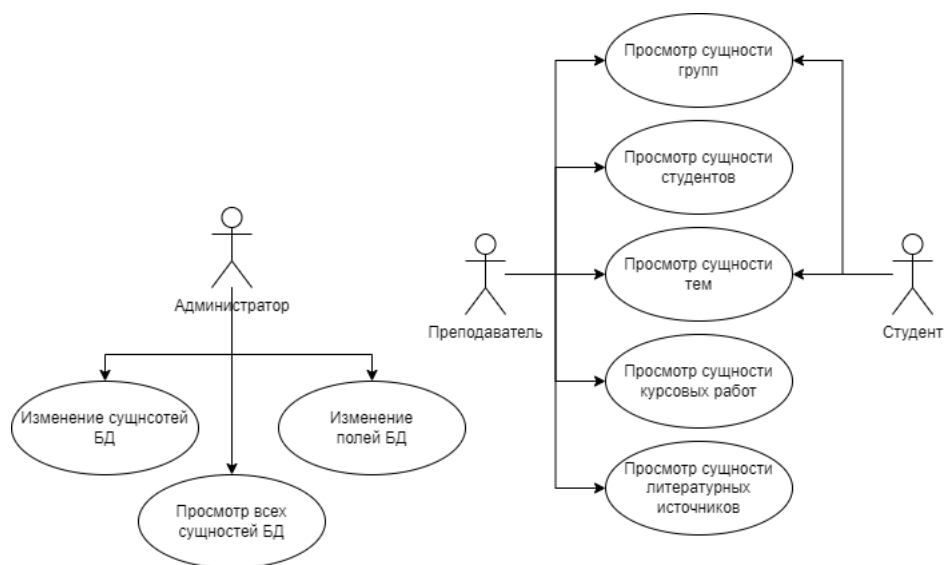 Просмотр сущности
групп
Просмотр сущности
студентов
Просмотр сущности
тем
Просмотр сущности
курсовых работ
Просмотр сущности
литературных
источников
Преподаватель
Студент
Администратор
Изменение сущнсотей
БД
Изменение
полей БД
Просмотр всех
сущностей БД